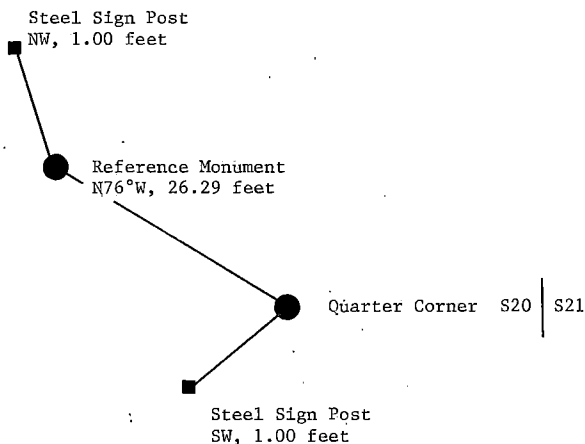 Steel Sign Post
NW, 1.00 feet
Reference Monument
N76°W, 26.29 feet
Quarter Corner S20 | S21
Steel Sign Post
SW, 1.00 feet